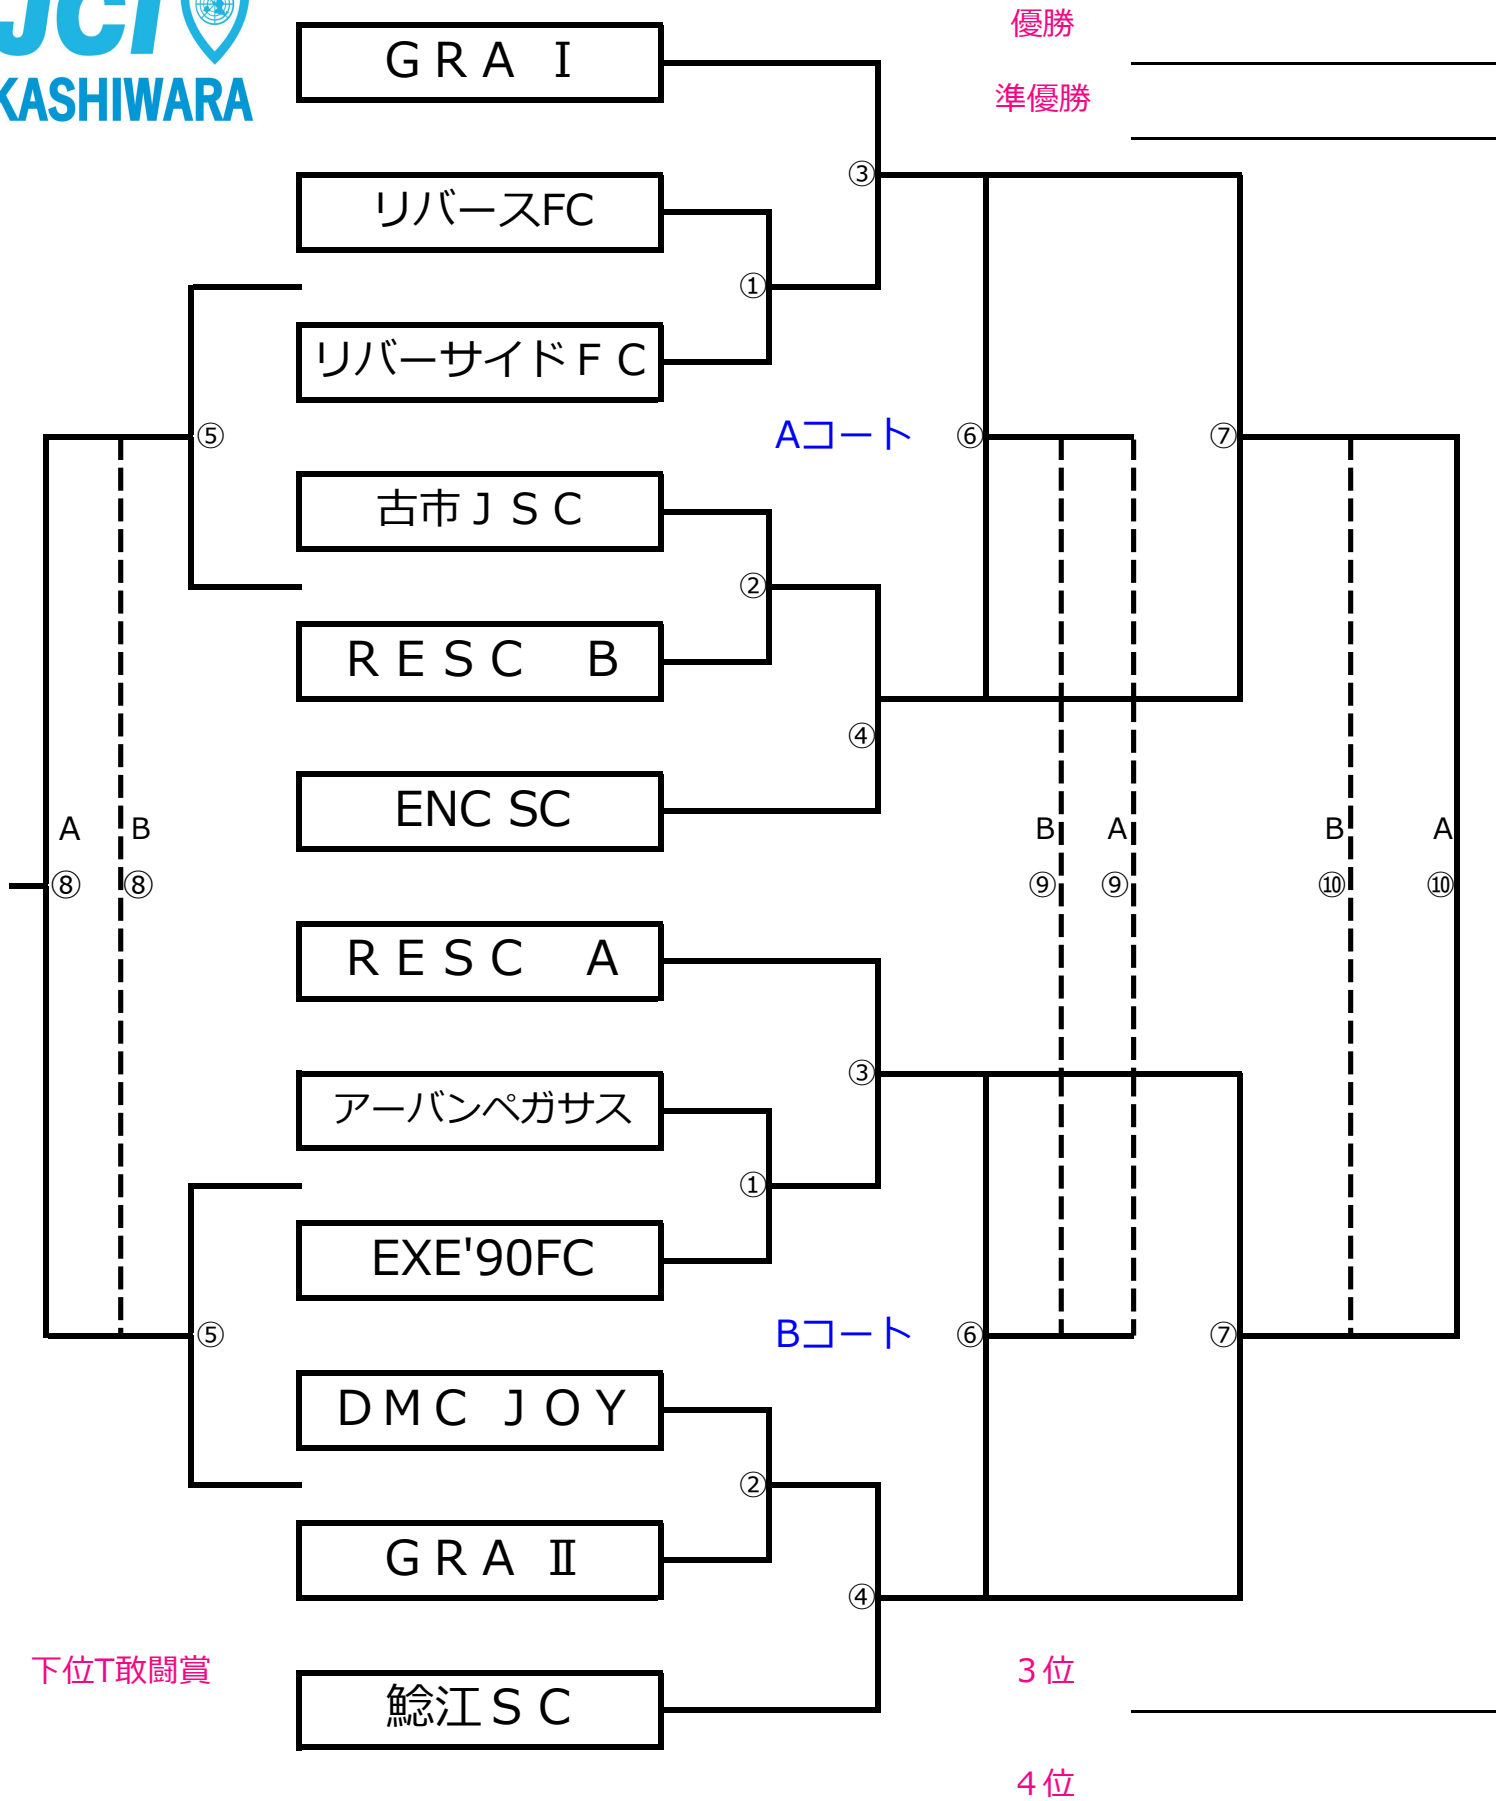 JCI
KASHIWARA
優勝
ＧＲＡ　Ⅰ
準優勝
③
リバースFC
①
リバーサイドＦＣ
Aコート
⑤
⑥
⑦
古市ＪＳＣ
②
ＲＥＳＣ　Ｂ
④
ENC SC
A
B
B
A
B
A
⑧
⑧
⑨
⑨
⑩
⑩
ＲＥＳＣ　Ａ
③
アーバンペガサス
①
EXE'90FC
Bコート
⑤
⑥
⑦
ＤＭＣ　ＪＯＹ
②
ＧＲＡ　Ⅱ
④
下位T敢闘賞
３位
鯰江ＳＣ
４位